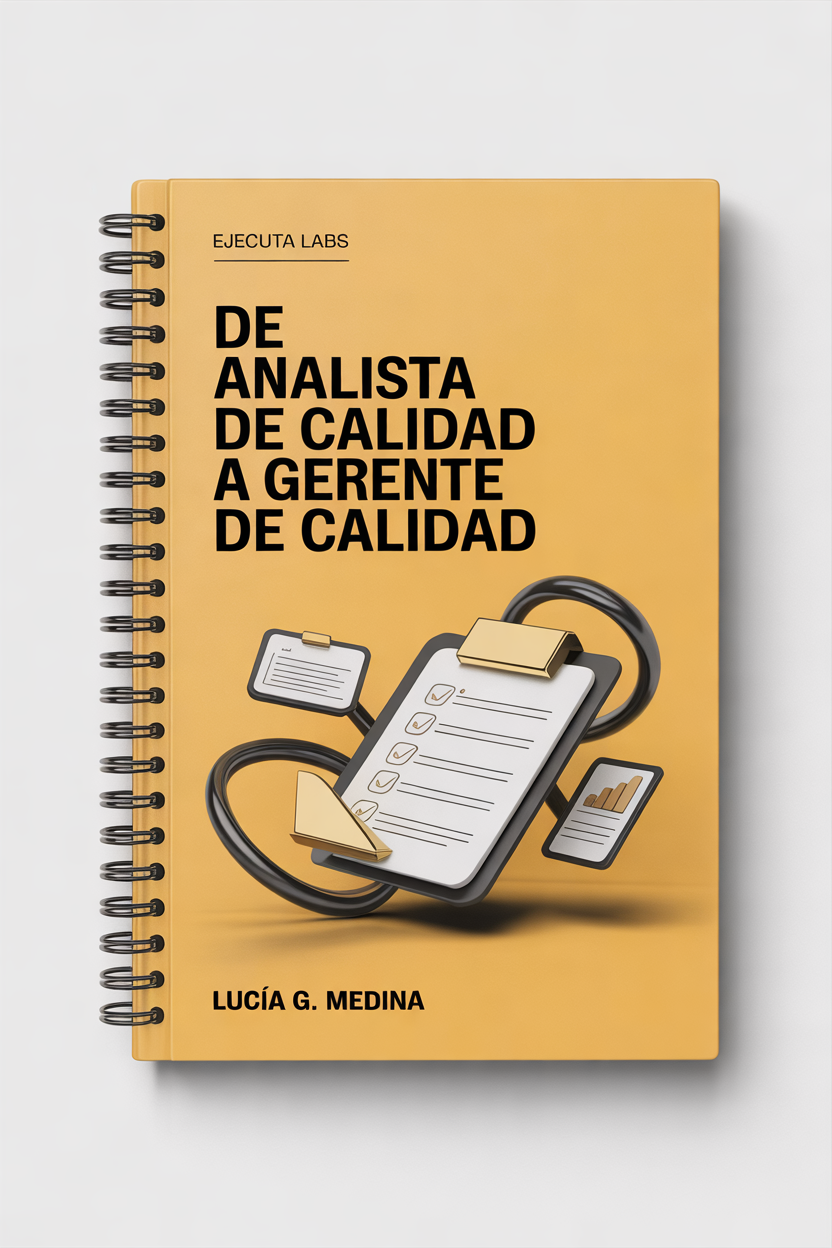 EJECUTA LABS
DE
ANALISTA
DE CALIDAD
A GERENTE
DE CALIDAD
LUCÍA G. MEDINA